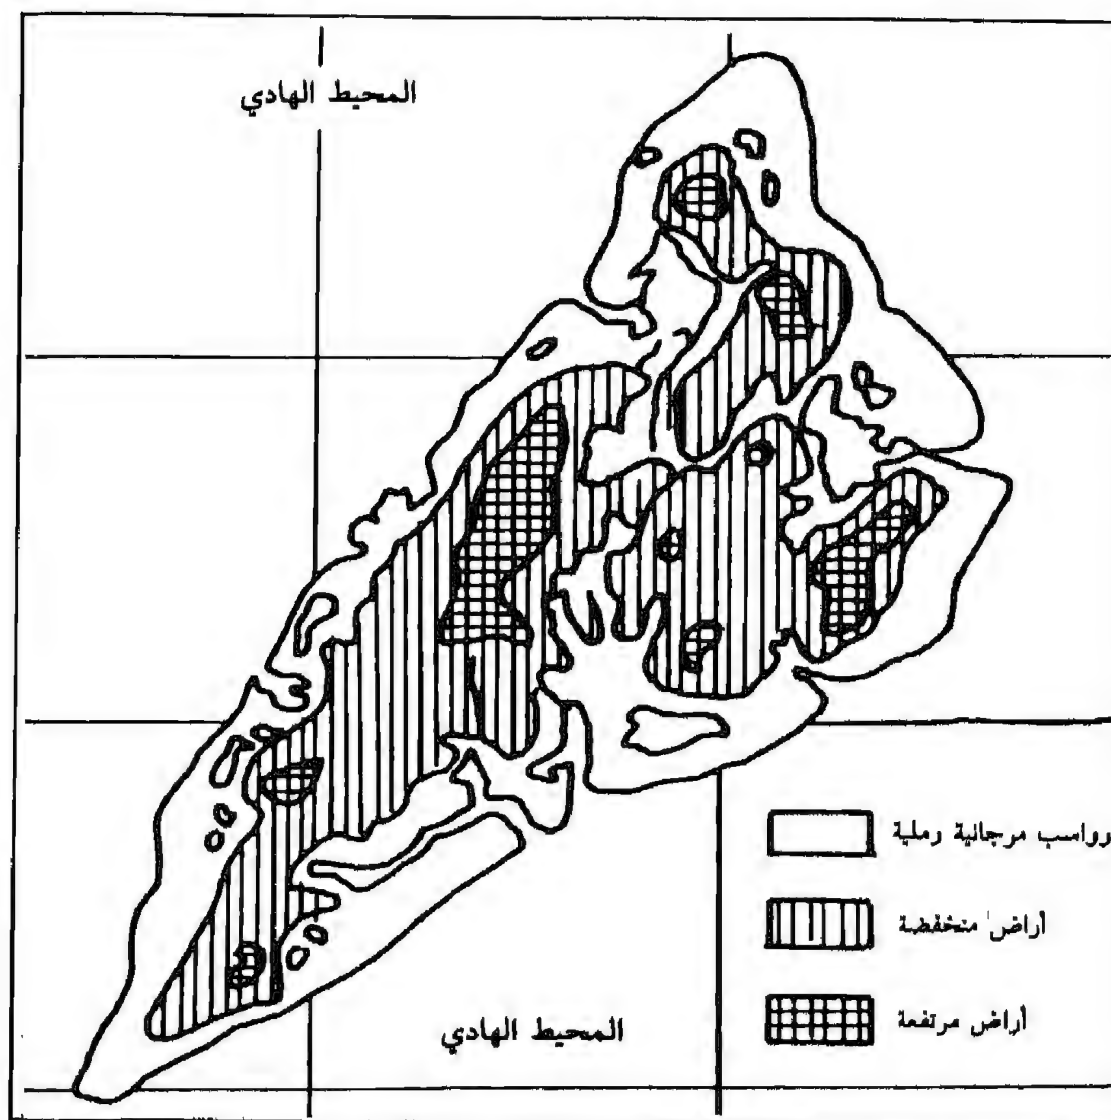 المحيط الهادي
رواسب مرجانية رملية
أراض منخفضة
أراض مرتفعة
المحيط الهادي